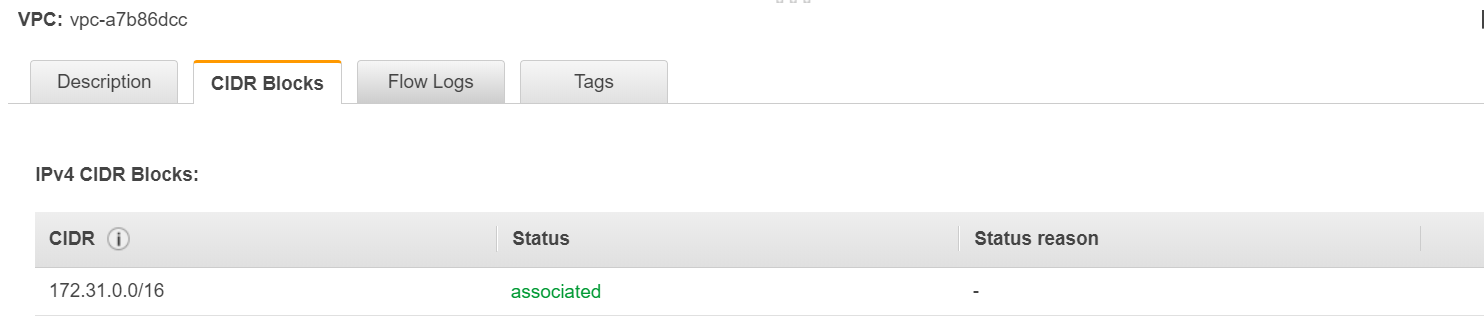 VPC: vpc-a7b86dcc
Description CIDR Blocks Flow Logs Tags
IPv4 CIDR Blocks:
CIDR i Status Status reason
172.31.0.0/16 associated -